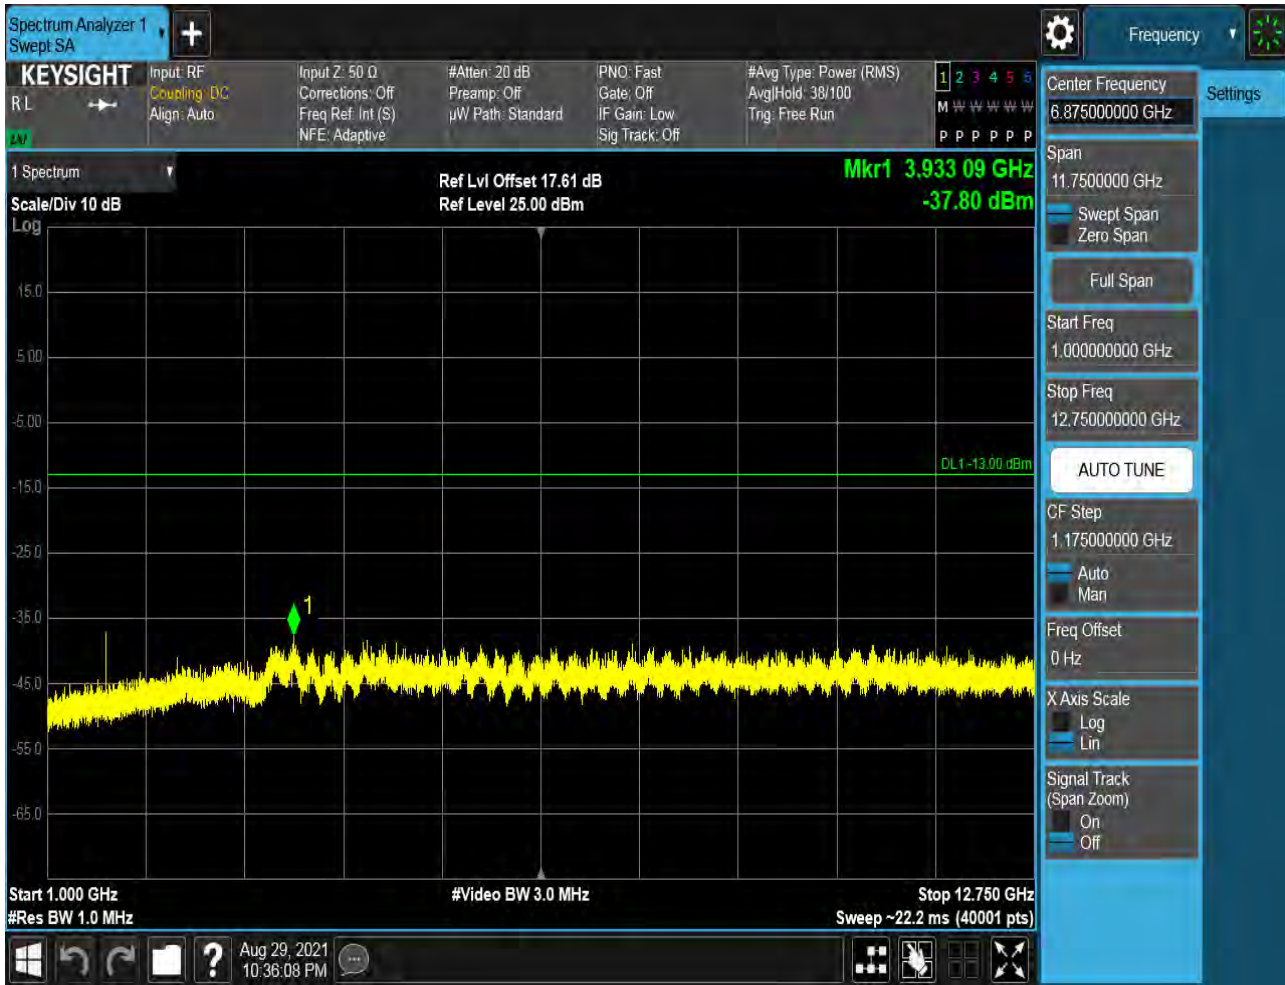 Spectrum Analyzer 1
Swept SA
Frequency
KEYSIGHT
R L
LNI
Input: RF
Coupling: DC
Align: Auto
Input Z: 50 Ω
Corrections: Off
Freq Ref: Int (S)
NFE: Adaptive
#Atten: 20 dB
Preamp: Off
µW Path: Standard
PNO: Fast
Gate: Off
IF Gain: Low
Sig Track: Off
#Avg Type: Power (RMS)
Avg|Hold: 38/100
Trig: Free Run
1 2 3 4 5 6
M W W W W W
P P P P P P
1 Spectrum
Scale/Div 10 dB
Log
Ref Lvl Offset 17.61 dB
Ref Level 25.00 dBm
Mkr1 3.933 09 GHz
-37.80 dBm
15.0
5.00
-5.00
DL1 -13.00 dBm
-15.0
-25.0
1
-35.0
-45.0
-55.0
-65.0
Start 1.000 GHz
#Res BW 1.0 MHz
#Video BW 3.0 MHz
Stop 12.750 GHz
Sweep ~22.2 ms (40001 pts)
Center Frequency
6.875000000 GHz
Settings
Span
11.7500000 GHz
Swept Span
Zero Span
Full Span
Start Freq
1.000000000 GHz
Stop Freq
12.750000000 GHz
AUTO TUNE
CF Step
1.175000000 GHz
Auto
Man
Freq Offset
0 Hz
X Axis Scale
Log
Lin
Signal Track
(Span Zoom)
On
Off
?
Aug 29, 2021
10:36:08 PM